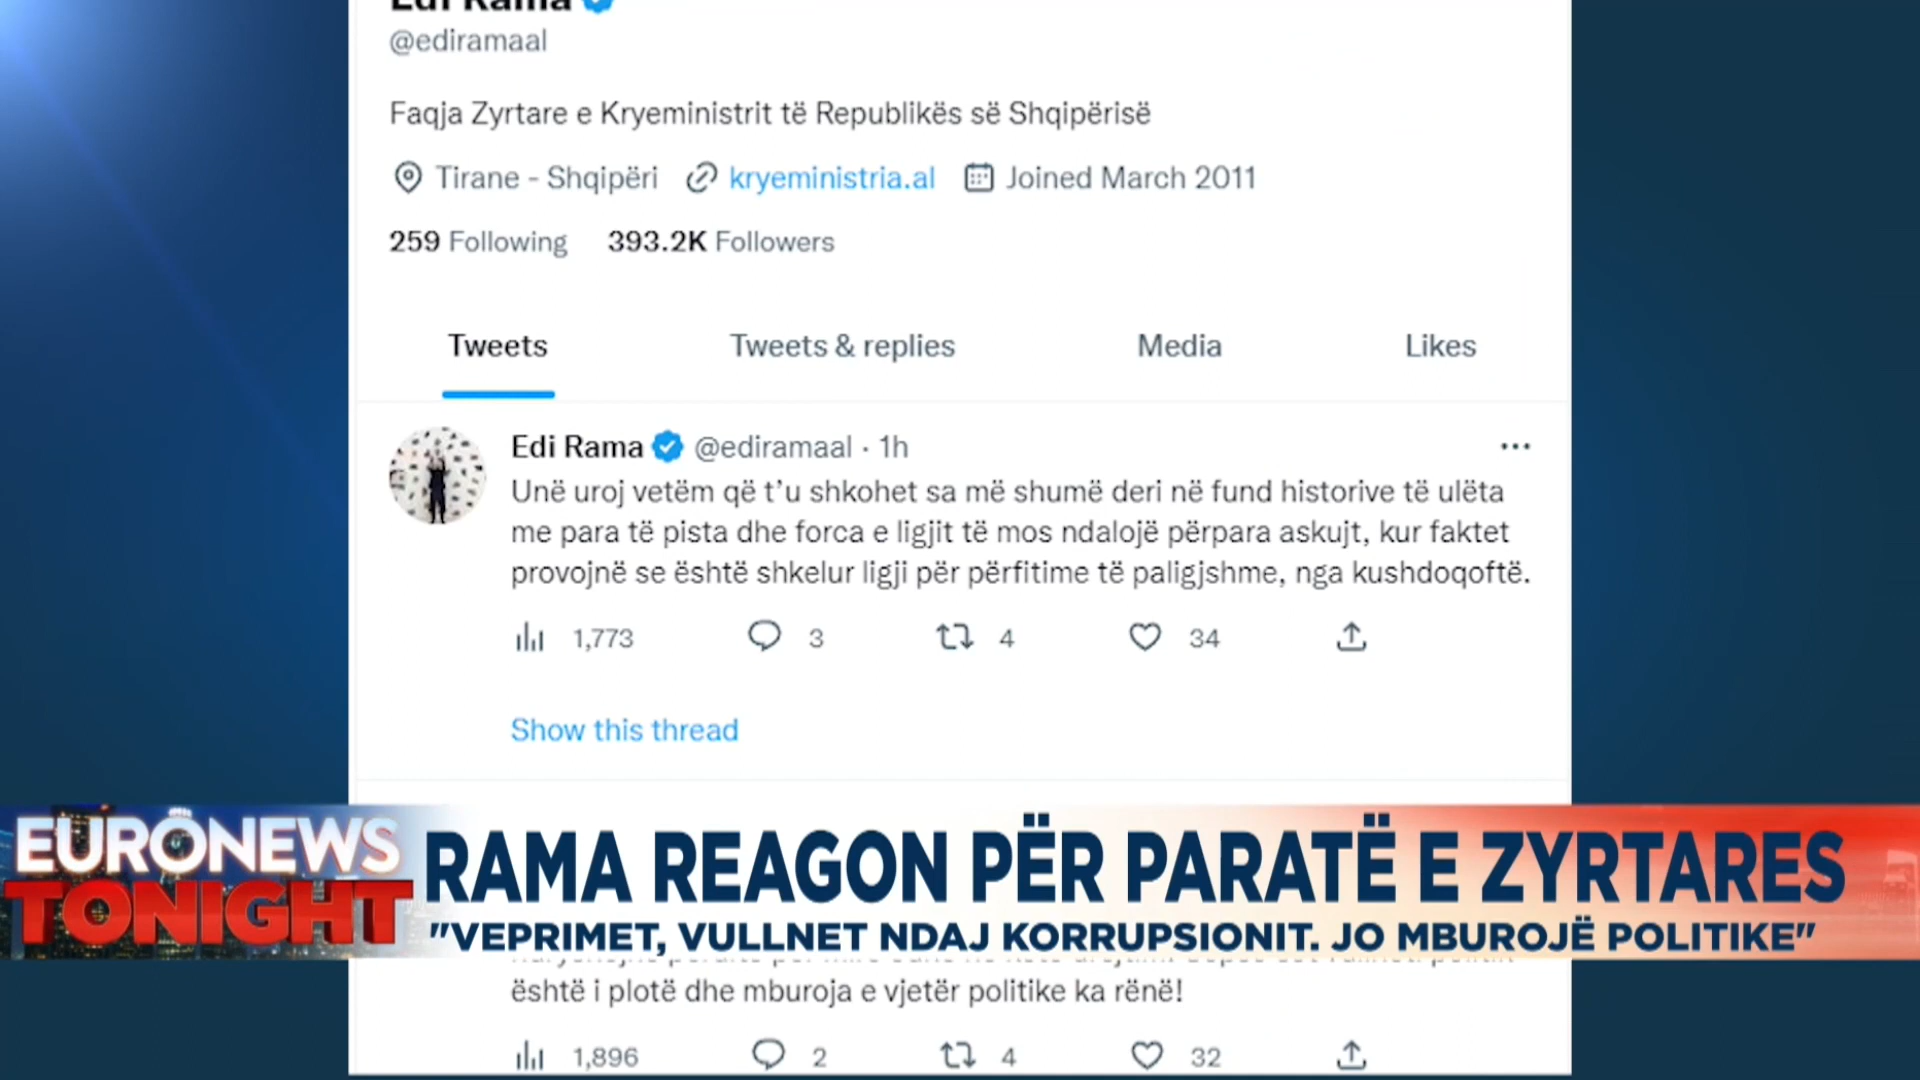 Edi Rama
@ediramaal
Faqja Zyrtare e Kryeministrit të Republikës së Shqipërisë
Tirane - Shqipëri kryeministria.al Joined March 2011
259 Following 393.2K Followers
Tweets Tweets & replies Media Likes
Edi Rama @ediramaal · 1h
Unë uroj vetëm që t’u shkohet sa më shumë deri në fund historive të ulëta
me para të pista dhe forca e ligjit të mos ndalojë përpara askujt, kur faktet
provojnë se është shkelur ligji për përfitime të paligjshme, nga kushdoqoftë.
1,773 3 4 34
Show this thread
EURONEWS
TONIGHT
RAMA REAGON PËR PARATË E ZYRTARES
"VEPRIMET, VULLNET NDAJ KORRUPSIONIT. JO MBUROJË POLITIKE"
është i plotë dhe mburoja e vjetër politike ka rënë!
1,896 2 4 32